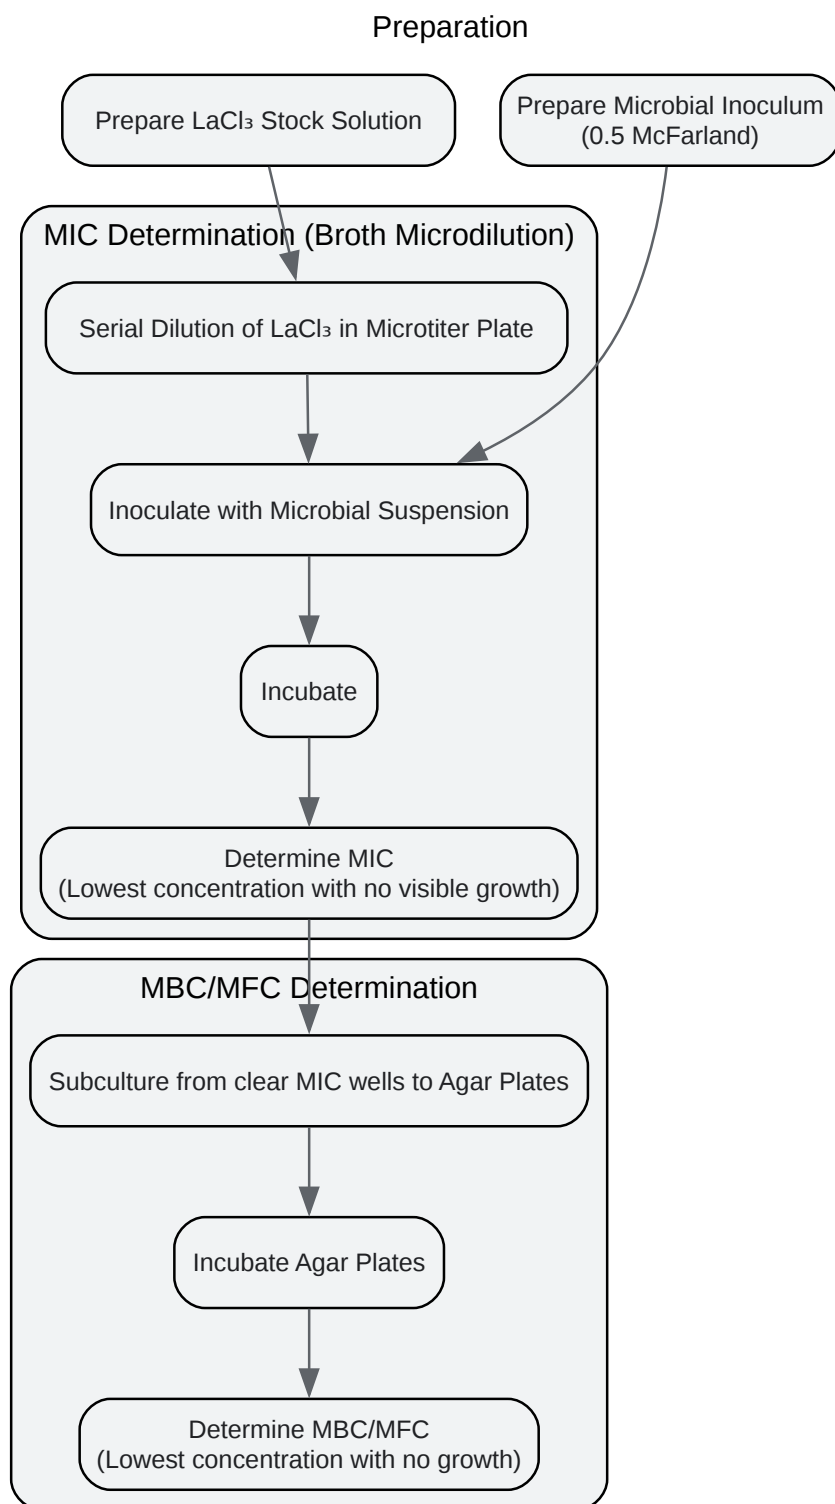 Preparation
Prepare LaCl₃ Stock Solution
Prepare Microbial Inoculum
(0.5 McFarland)
MIC Determination (Broth Microdilution)
Serial Dilution of LaCl₃ in Microtiter Plate
Inoculate with Microbial Suspension
Incubate
Determine MIC
(Lowest concentration with no visible growth)
MBC/MFC Determination
Subculture from clear MIC wells to Agar Plates
Incubate Agar Plates
Determine MBC/MFC
(Lowest concentration with no growth)